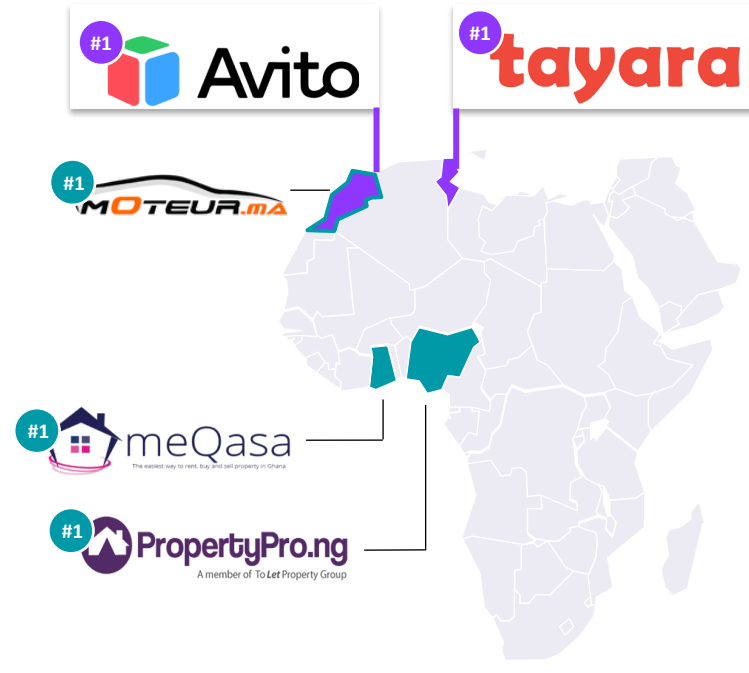 #1
Avito
#1
tayara
#1
MOTEUR.MA
#1
meQasa
The easiest way to rent, buy and sell property in Ghana
#1
PropertyPro.ng
A member of To Let Property Group